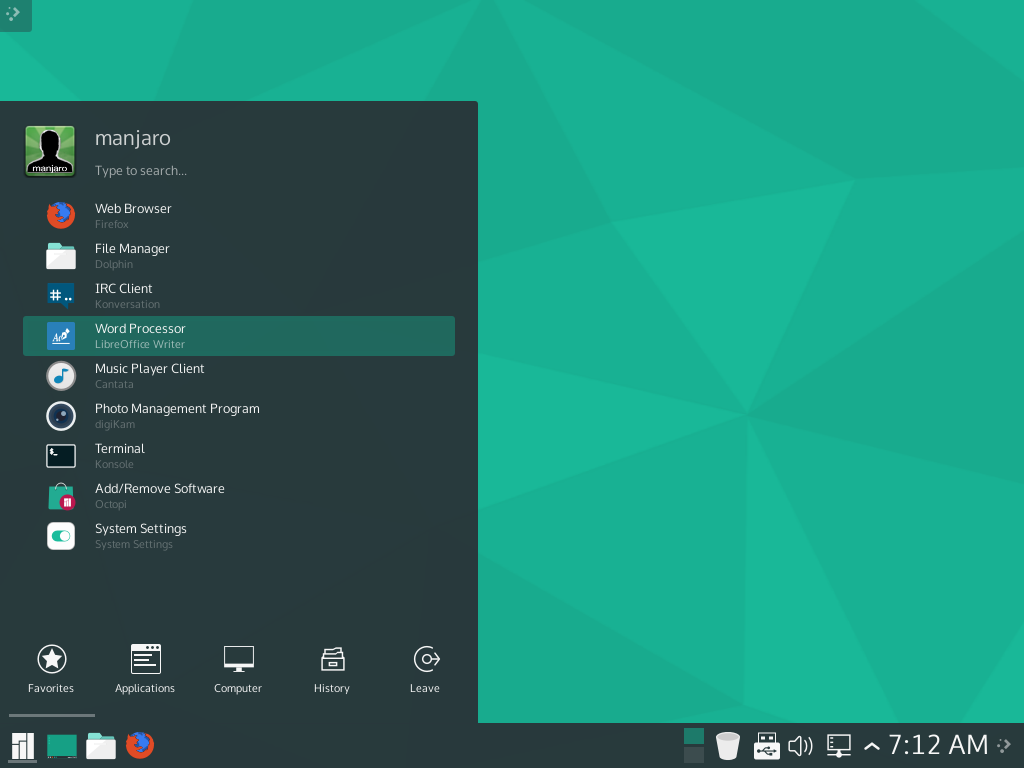 manjaro
manjaro
Type to search...
Web Browser
Firefox
File Manager
Dolphin
IRC Client
Konversation
Word Processor
LibreOffice Writer
Music Player Client
Cantata
Photo Management Program
digiKam
Terminal
Konsole
Add/Remove Software
Octopi
System Settings
System Settings
Favorites
Applications
Computer
History
Leave
7:12 AM